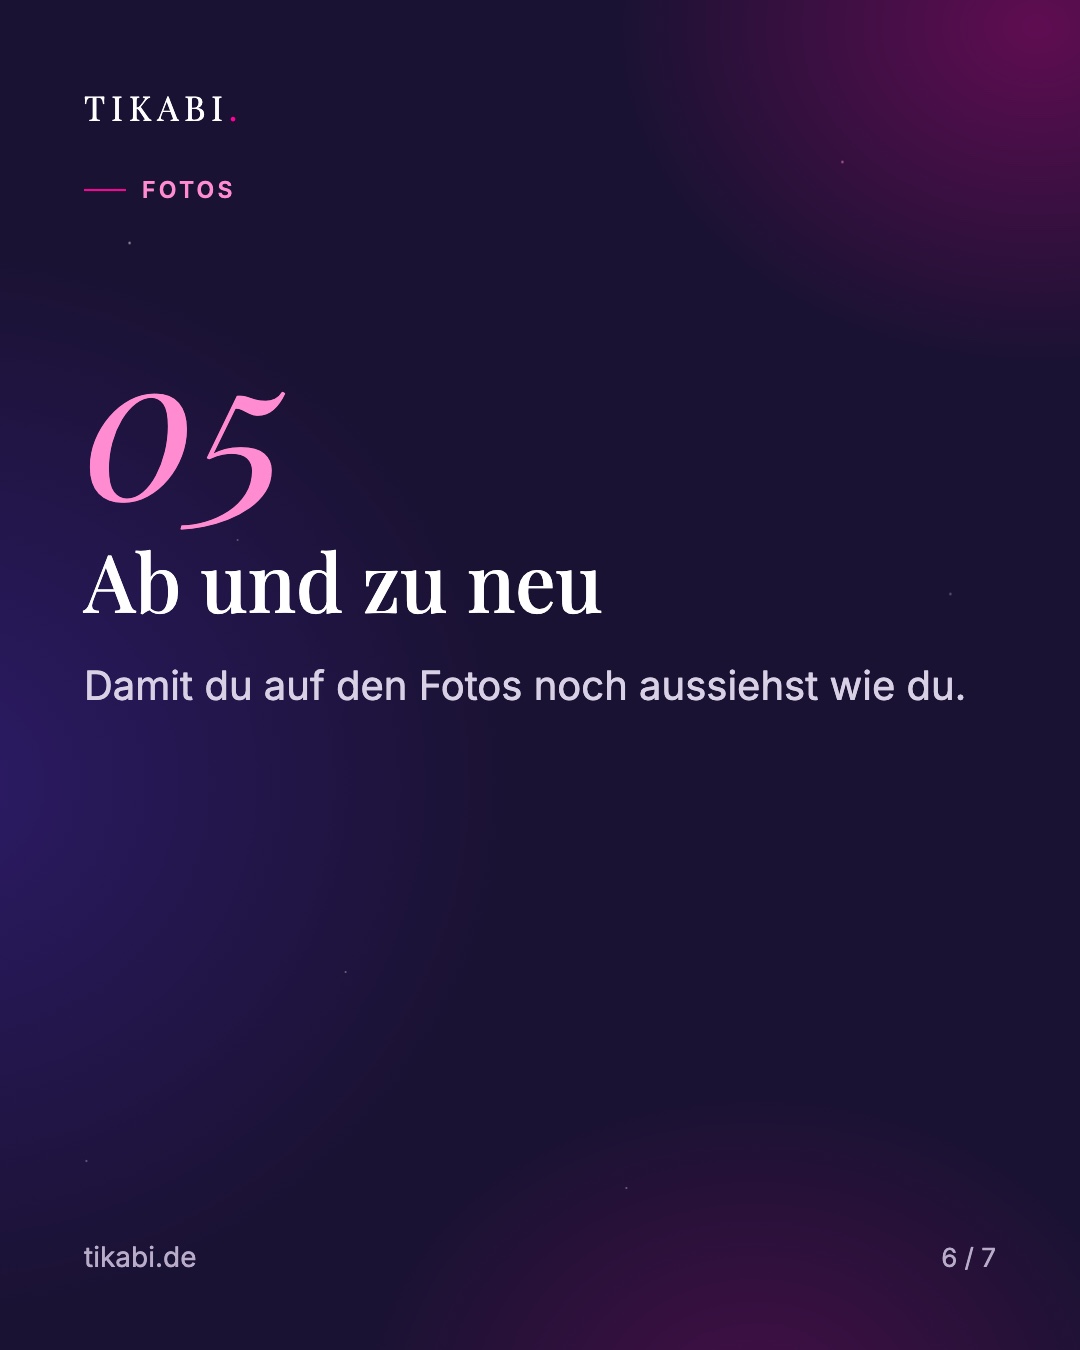 TIKABI.
FOTOS
05
Ab und zu neu
Damit du auf den Fotos noch aussiehst wie du.
tikabi.de
6 / 7